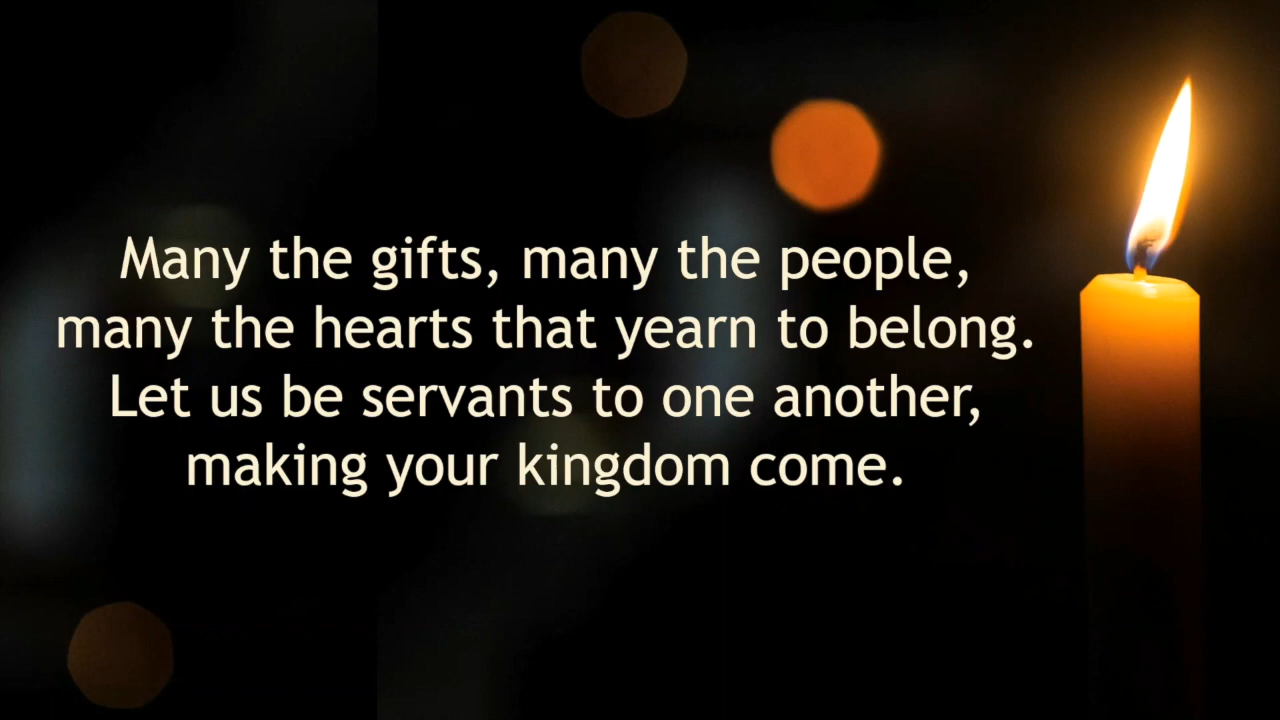 Many the gifts, many the people,
many the hearts that yearn to belong.
Let us be servants to one another,
making your kingdom come.